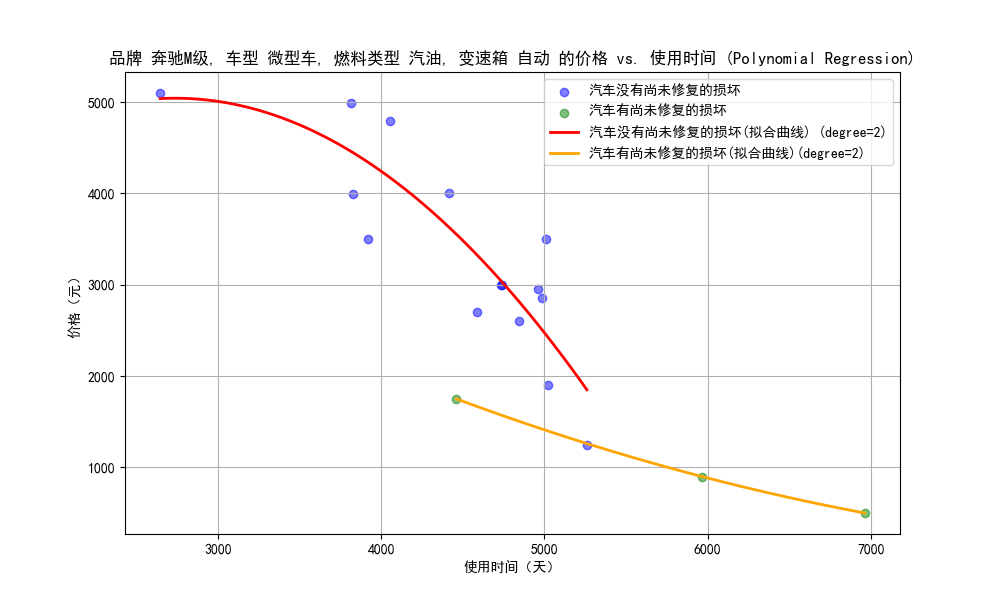 品牌 奔驰M级, 车型 微型车, 燃料类型 汽油, 变速箱 自动 的价格 vs. 使用时间 (Polynomial Regression)
汽车没有尚未修复的损坏
汽车有尚未修复的损坏
汽车没有尚未修复的损坏(拟合曲线) (degree=2)
汽车有尚未修复的损坏(拟合曲线)(degree=2)
5000
4000
3000
2000
1000
价格（元）
3000 4000 5000 6000 7000
使用时间（天）